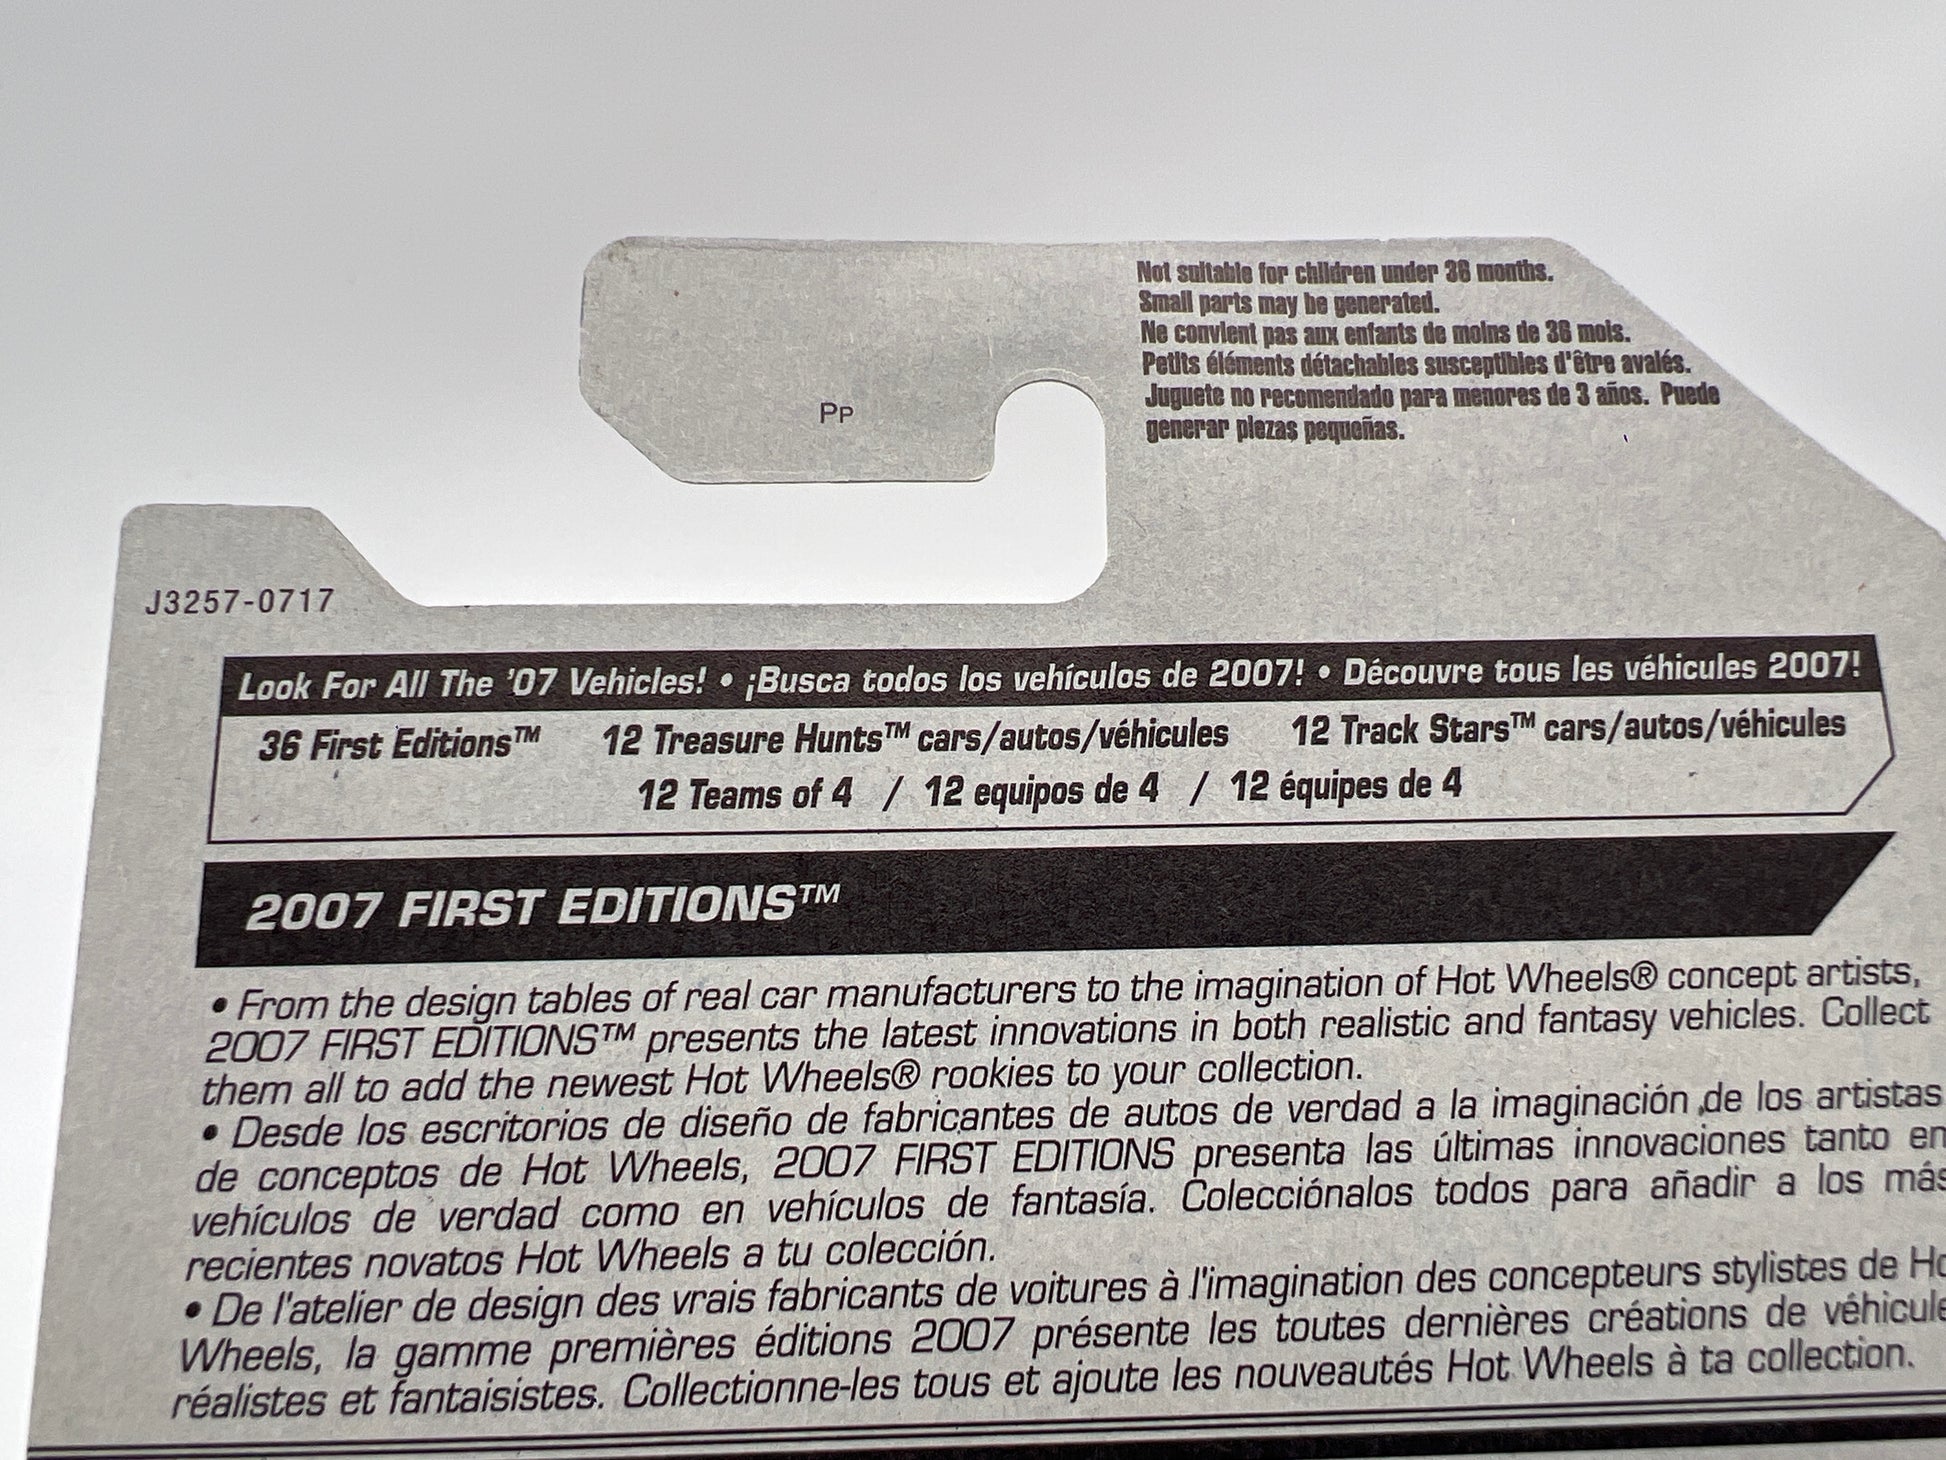 Not suitable for children under 36 months.
Small parts may be generated.
Ne convient pas aux enfants de moins de 36 mois.
Petits éléments détachables susceptibles d'être avalés.
Juguete no recomendado para menores de 3 años. Puede
generar piezas pequeñas.
PP
J3257-0717
Look For All The '07 Vehicles! • ¡Busca todos los vehículos de 2007! • Découvre tous les véhicules 2007!
36 First Editions™ 12 Treasure Hunts™ cars/autos/véhicules 12 Track Stars™ cars/autos/véhicules
12 Teams of 4 / 12 equipos de 4 / 12 équipes de 4
2007 FIRST EDITIONS™
• From the design tables of real car manufacturers to the imagination of Hot Wheels® concept artists,
2007 FIRST EDITIONS™ presents the latest innovations in both realistic and fantasy vehicles. Collect
them all to add the newest Hot Wheels® rookies to your collection.
• Desde los escritorios de diseño de fabricantes de autos de verdad a la imaginación de los artistas
de conceptos de Hot Wheels, 2007 FIRST EDITIONS presenta las últimas innovaciones tanto en
vehículos de verdad como en vehículos de fantasía. Colecciónalos todos para añadir a los más
recientes novatos Hot Wheels a tu colección.
• De l'atelier de design des vrais fabricants de voitures à l'imagination des concepteurs stylistes de Ho
Wheels, la gamme premières éditions 2007 présente les toutes dernières créations de véhicule
réalistes et fantaisistes. Collectionne-les tous et ajoute les nouveautés Hot Wheels à ta collection.